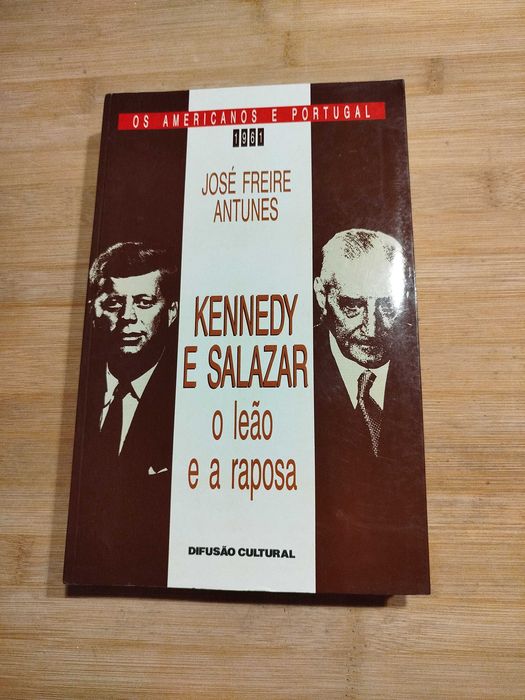 OS AMERICANOS E PORTUGAL
1961
JOSÉ FREIRE
ANTUNES
KENNEDY
E SALAZAR
o leão
e a raposa
DIFUSÃO CULTURAL